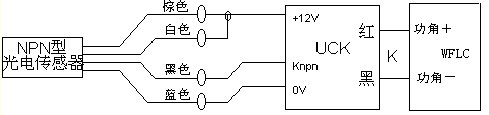 棕色
白色
黑色
蓝色
NPN型
光电传感器
+12V
UCK
Knpn
0V
红
黑
K
功角＋
WFLC
功角－